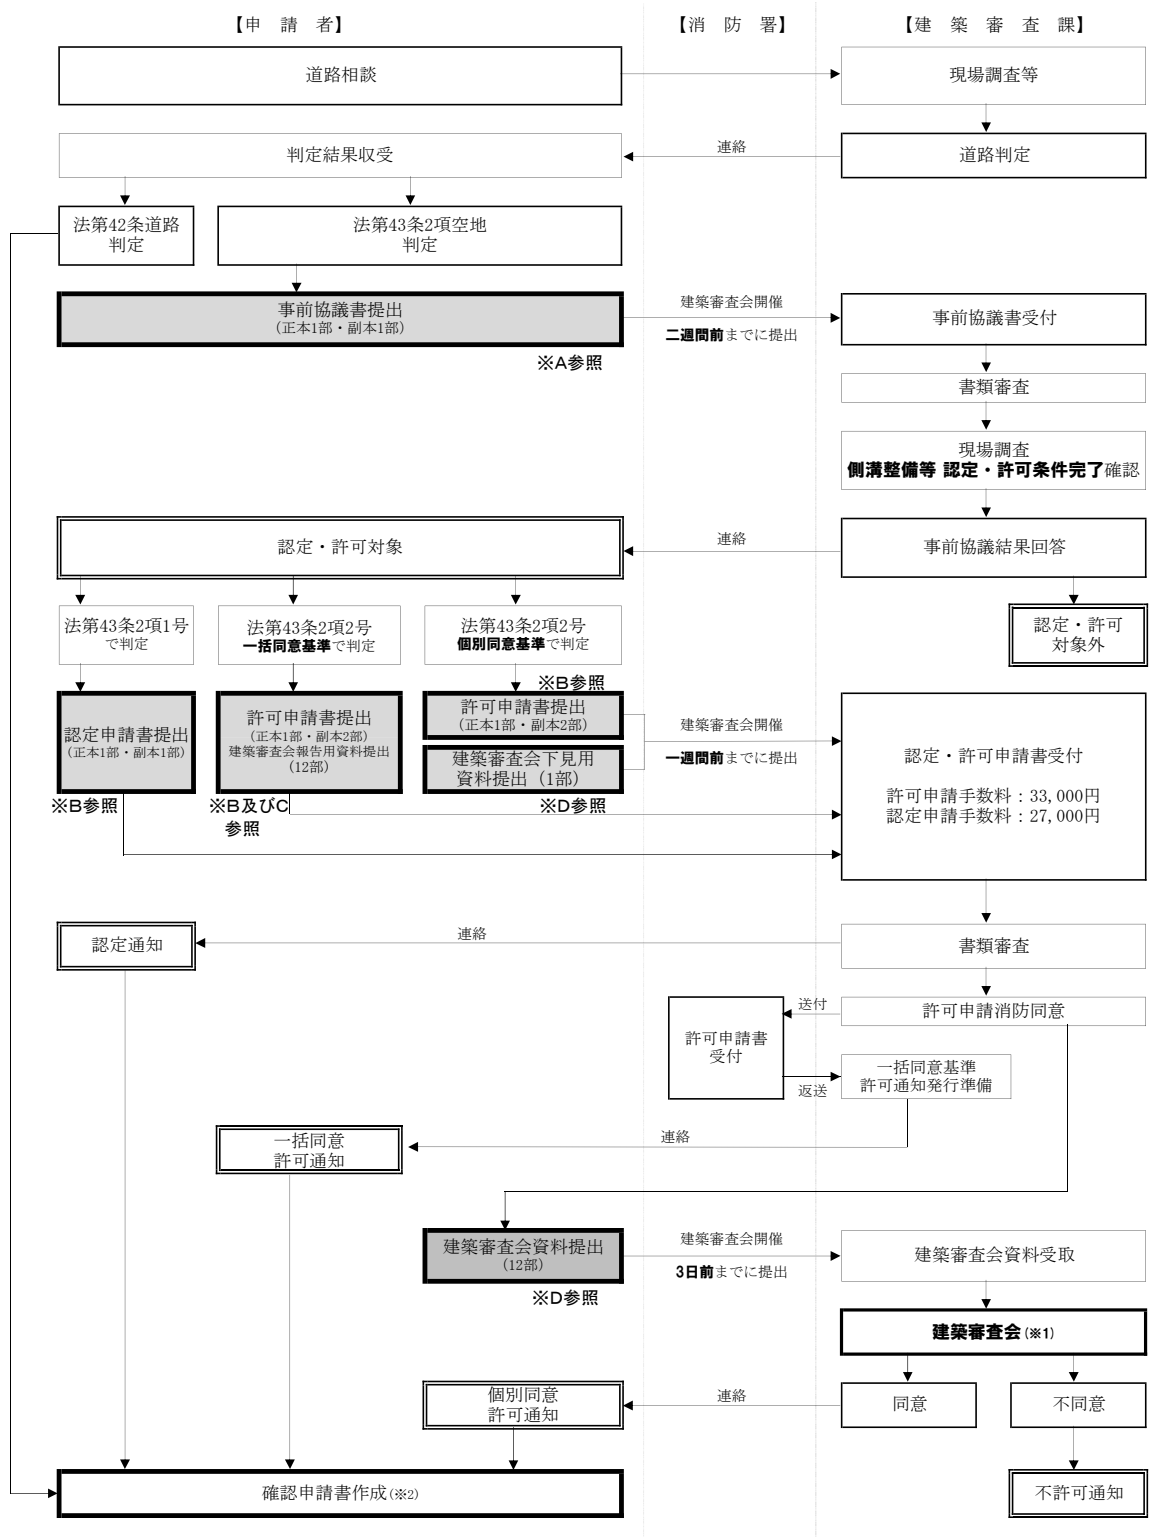 【申　請　者】
【消　防　署】
【建　築　審　査　課】
道路相談
現場調査等
判定結果収受
連絡
道路判定
法第42条道路
判定
法第43条2項空地
判定
事前協議書提出
(正本1部・副本1部)
※A参照
建築審査会開催
二週間前までに提出
事前協議書受付
書類審査
現場調査
側溝整備等 認定・許可条件完了確認
認定・許可対象
連絡
事前協議結果回答
認定・許可
対象外
法第43条2項1号
で判定
法第43条2項2号
一括同意基準で判定
法第43条2項2号
個別同意基準で判定
※B参照
認定申請書提出
(正本1部・副本1部)
※B参照
許可申請書提出
(正本1部・副本2部)
建築審査会報告用資料提出
(12部)
※B及びC
参照
許可申請書提出
(正本1部・副本2部)
建築審査会下見用
資料提出（1部）
※D参照
建築審査会開催
一週間前までに提出
認定・許可申請書受付
許可申請手数料：33,000円
認定申請手数料：27,000円
認定通知
連絡
書類審査
許可申請書
受付
送付
許可申請消防同意
返送
一括同意基準
許可通知発行準備
一括同意
許可通知
連絡
建築審査会資料提出
(12部)
※D参照
建築審査会開催
3日前までに提出
建築審査会資料受取
建築審査会(※1)
個別同意
許可通知
連絡
同意
不同意
確認申請書作成(※2)
不許可通知